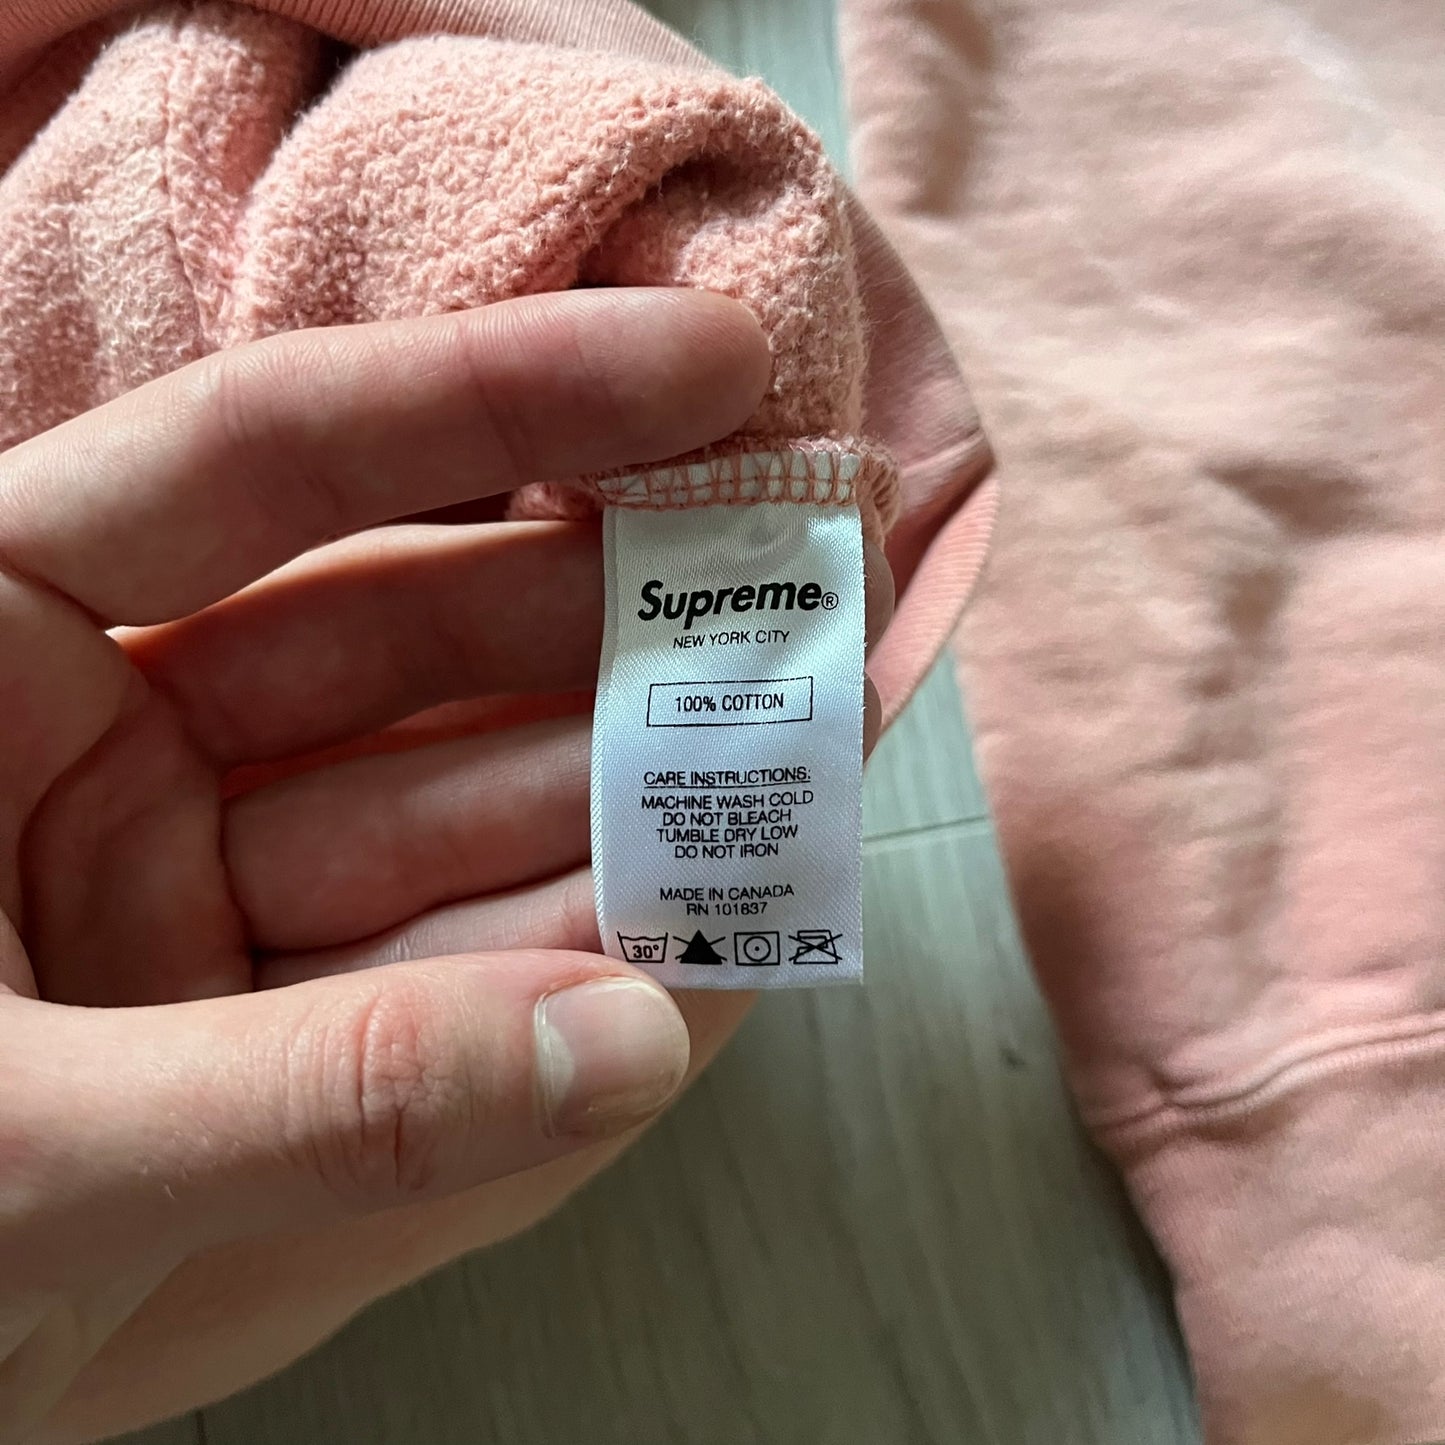 Supreme®
NEW YORK CITY
100% COTTON
CARE INSTRUCTIONS:
MACHINE WASH COLD
DO NOT BLEACH
TUMBLE DRY LOW
DO NOT IRON
MADE IN CANADA
RN 101837
30°